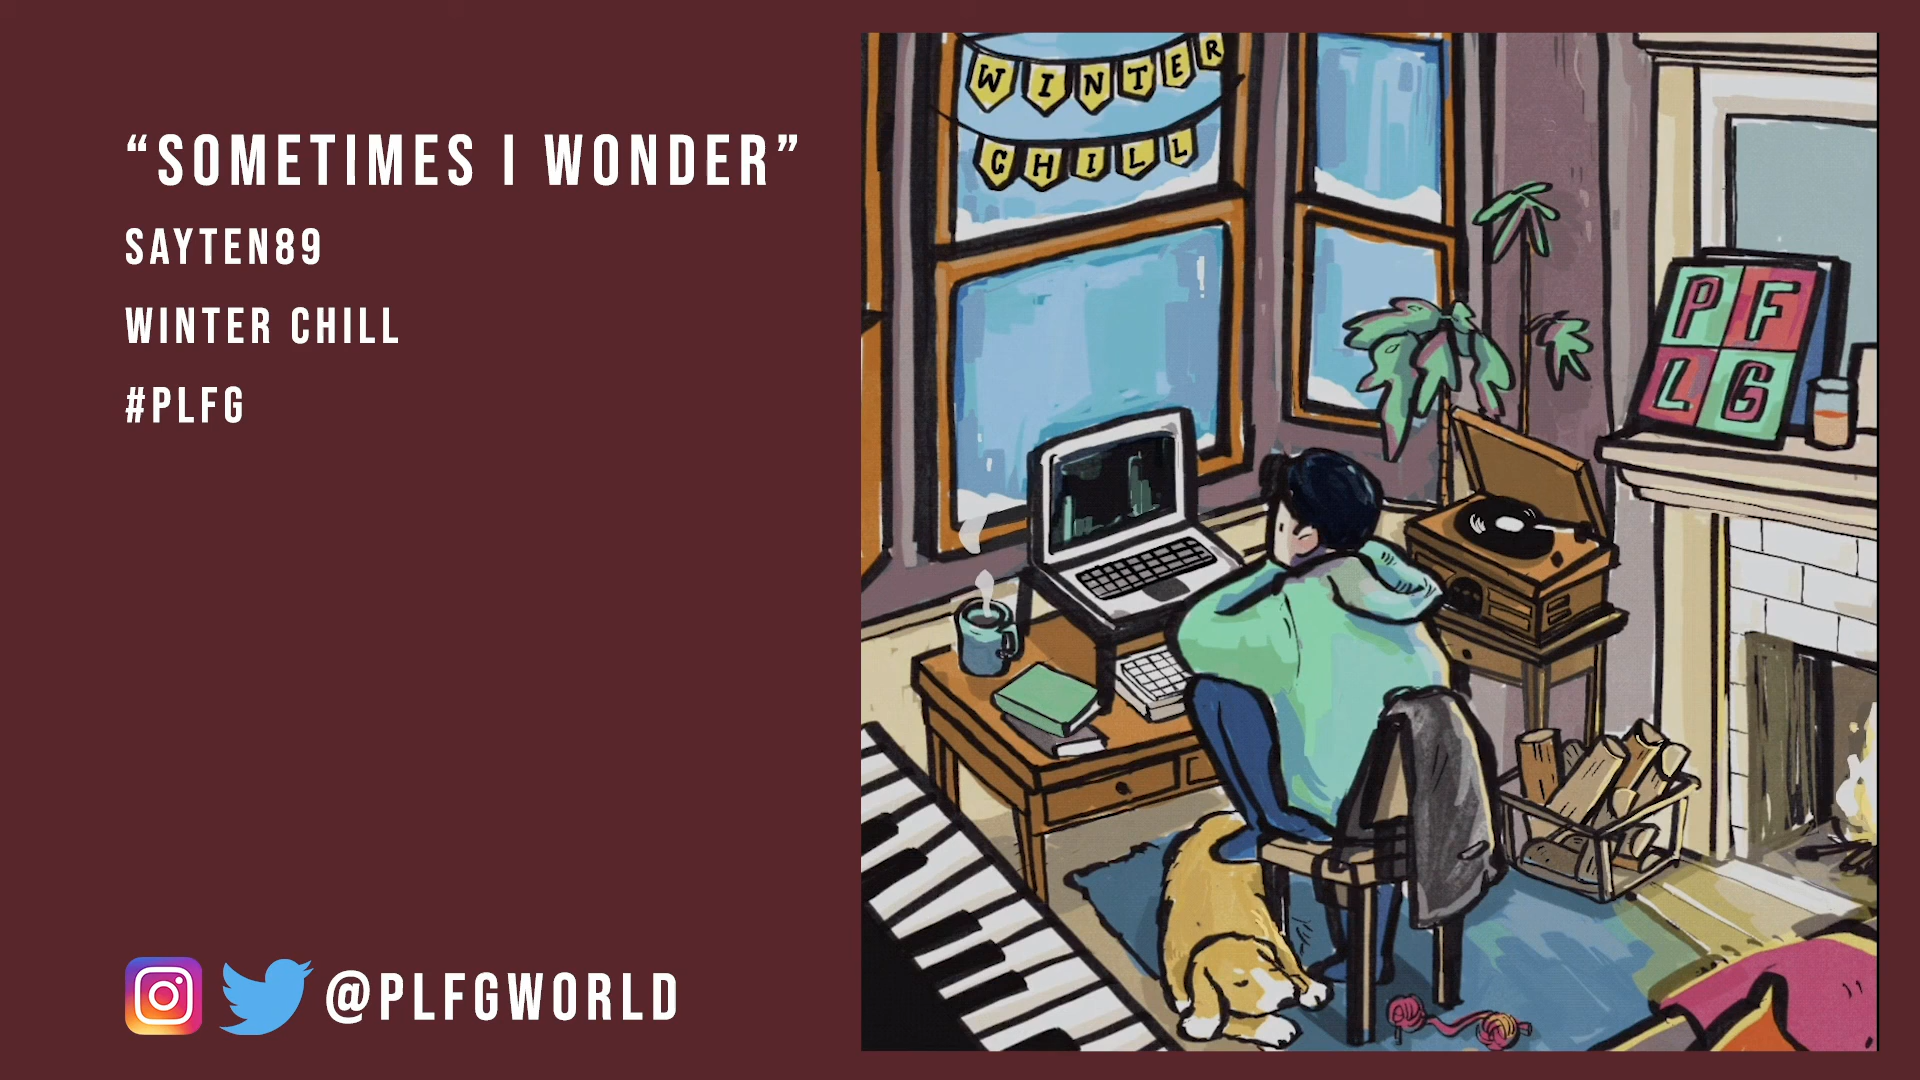 “SOMETIMES I WONDER”
SAYTEN89
WINTER CHILL
#PLFG
@PLFGWORLD
WINTER
CHILL
PF
LG